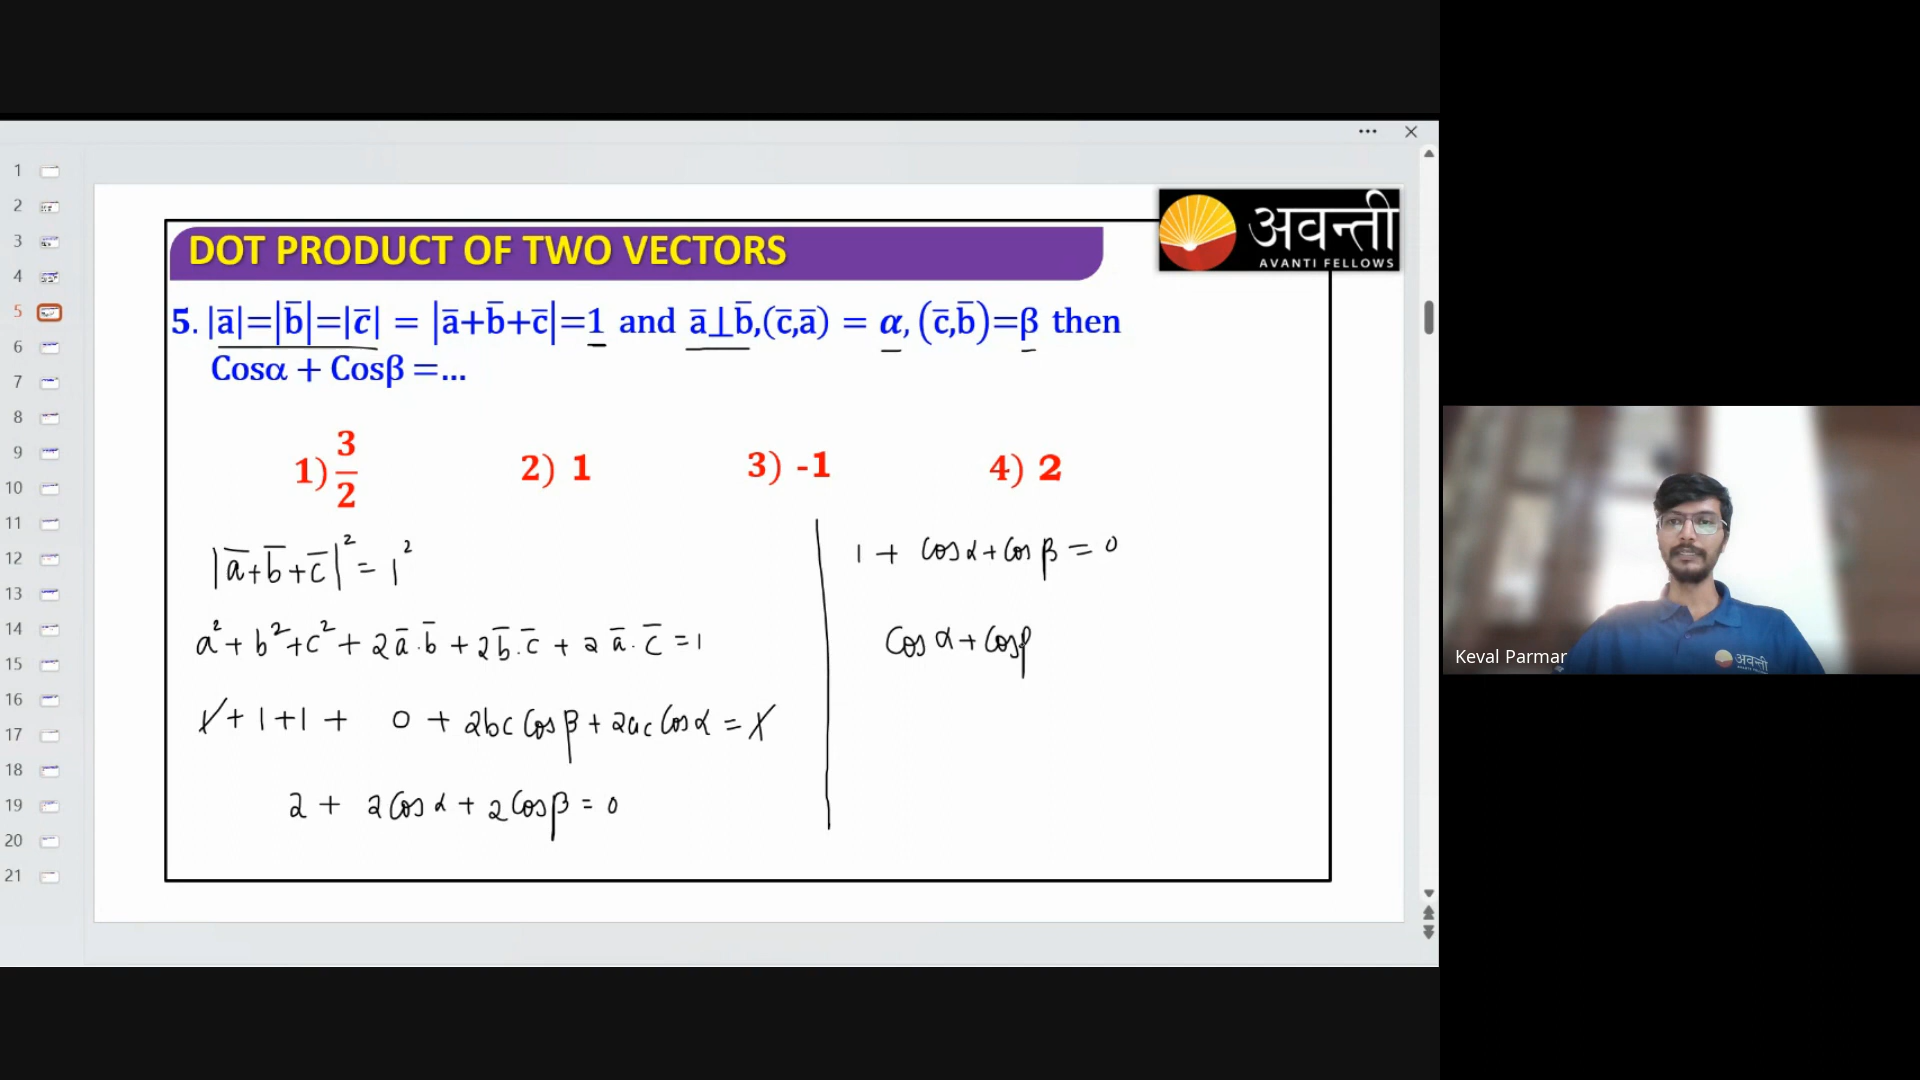 1
2
3
4
5
6
7
8
9
10
11
12
13
14
15
16
17
18
19
20
21
अवन्ती
AVANTI FELLOWS
DOT PRODUCT OF TWO VECTORS
5. |a̅|=|b̅|=|c̅| = |a̅+b̅+c̅|=1 and a̅⊥b̅,(c̅,a̅) = α, (c̅,b̅)=β then
Cosα + Cosβ =...
1) 3/2 2) 1 3) -1 4) 2
|a̅+b̅+c̅|² = 1²
a² + b² + c² + 2a̅.b̅ + 2b̅.c̅ + 2a̅.c̅ = 1
1 + 1 + 1 + 0 + 2bc Cosβ + 2ac Cosα = 1
2 + 2Cosα + 2Cosβ = 0
1 + Cosα + Cosβ = 0
Cosα + Cosβ
Keval Parmar
अवन्ती